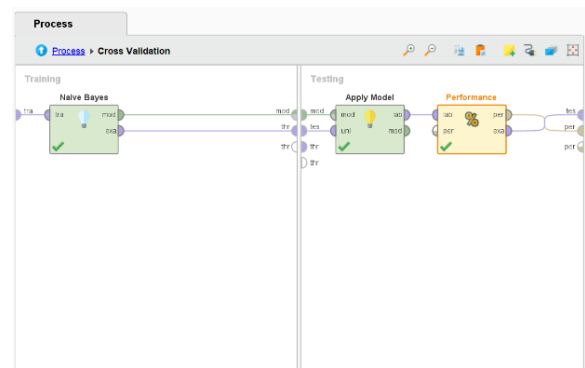 Process
Process ▸ Cross Validation
Training
Naive Bayes
tra
tra
mod
exa
mod
thr
thr
Testing
Apply Model
Performance
mod
tes
thr
thr
mod
unl
lab
mod
lab
per
%
per
exa
tes
per
per